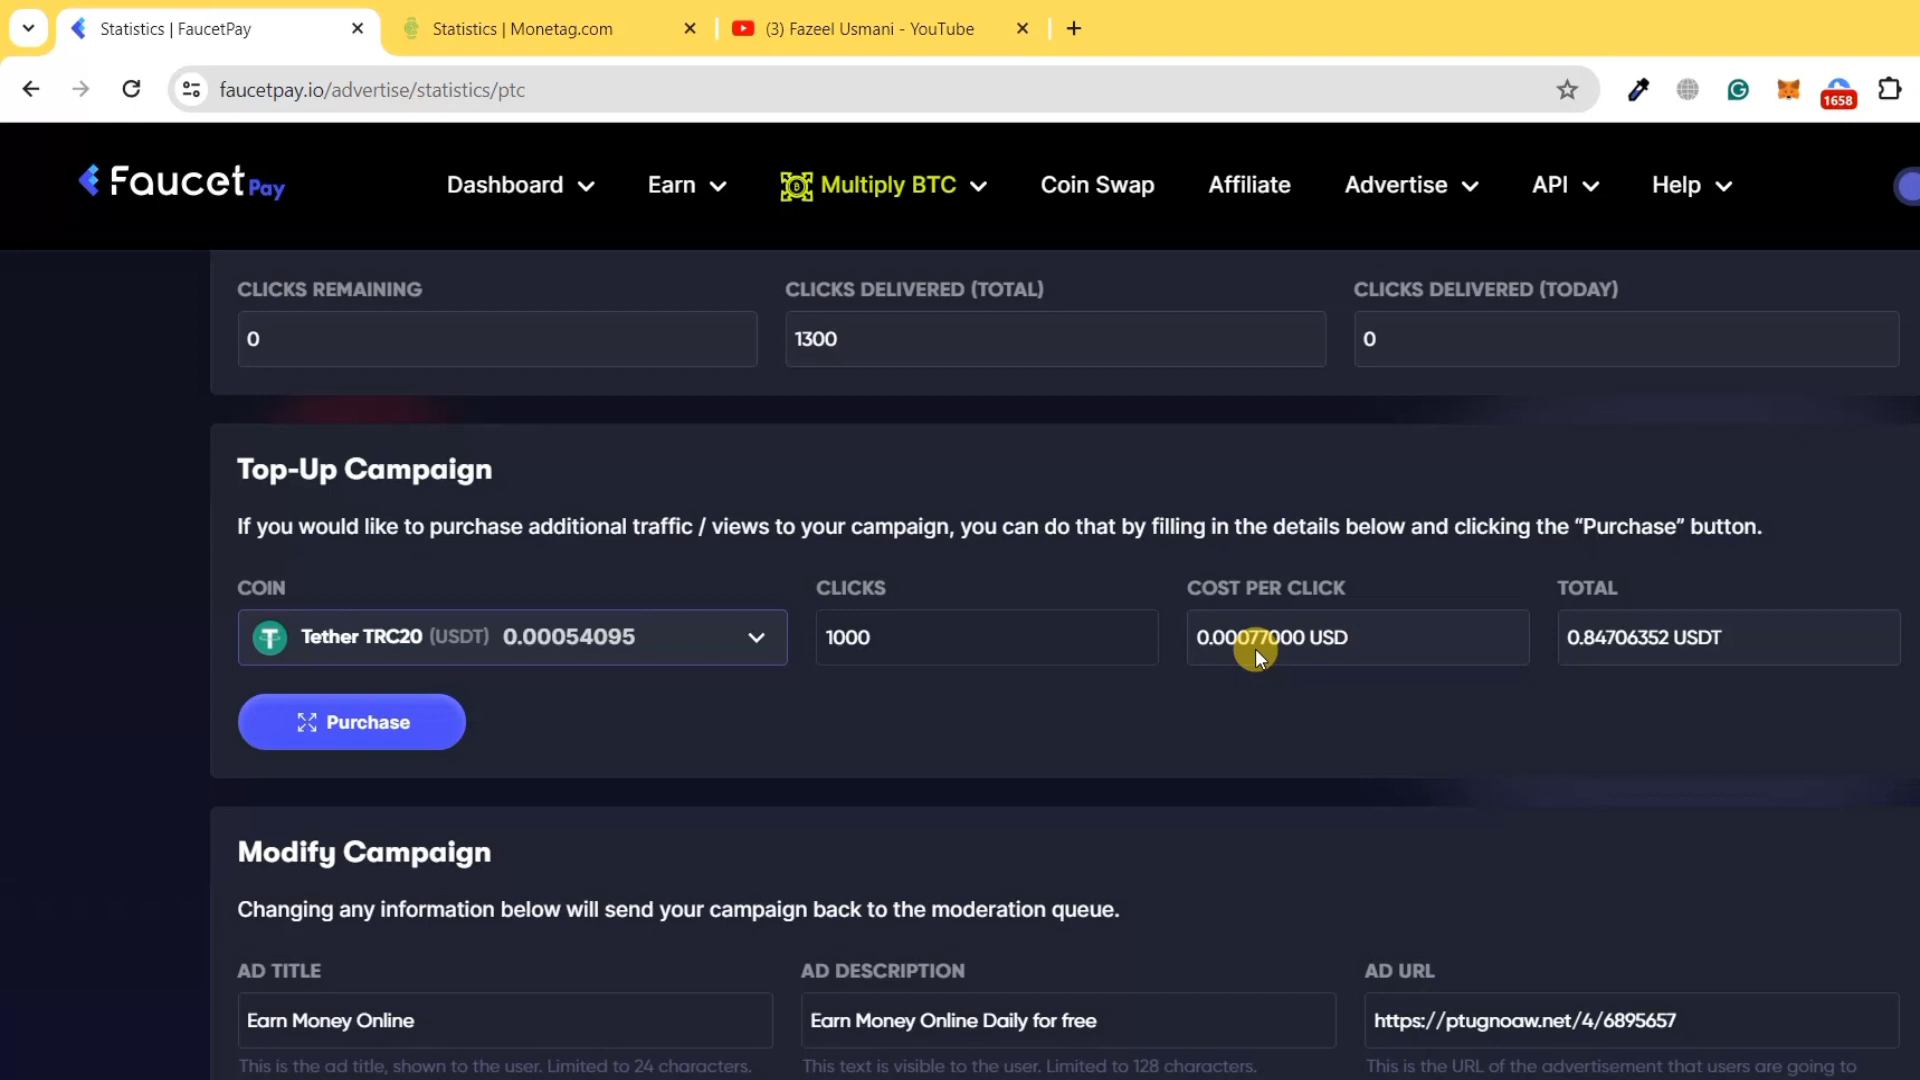 Statistics | FaucetPay
Statistics | Monetag.com
(3) Fazeel Usmani - YouTube
faucetpay.io/advertise/statistics/ptc
1658
FaucetPay
Dashboard
Earn
Multiply BTC
Coin Swap
Affiliate
Advertise
API
Help
CLICKS REMAINING
CLICKS DELIVERED (TOTAL)
CLICKS DELIVERED (TODAY)
0
1300
0
Top-Up Campaign
If you would like to purchase additional traffic / views to your campaign, you can do that by filling in the details below and clicking the “Purchase” button.
COIN
CLICKS
COST PER CLICK
TOTAL
Tether TRC20 (USDT) 0.00054095
1000
0.00077000 USD
0.84706352 USDT
Purchase
Modify Campaign
Changing any information below will send your campaign back to the moderation queue.
AD TITLE
AD DESCRIPTION
AD URL
Earn Money Online
Earn Money Online Daily for free
https://ptugnoaw.net/4/6895657
This is the ad title, shown to the user. Limited to 24 characters.
This text is visible to the user. Limited to 128 characters.
This is the URL of the advertisement that users are going to